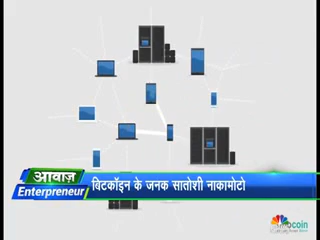 आवाज़
Enterpreneur
बिटकॉइन के जनक सातोशी नाकामोटो